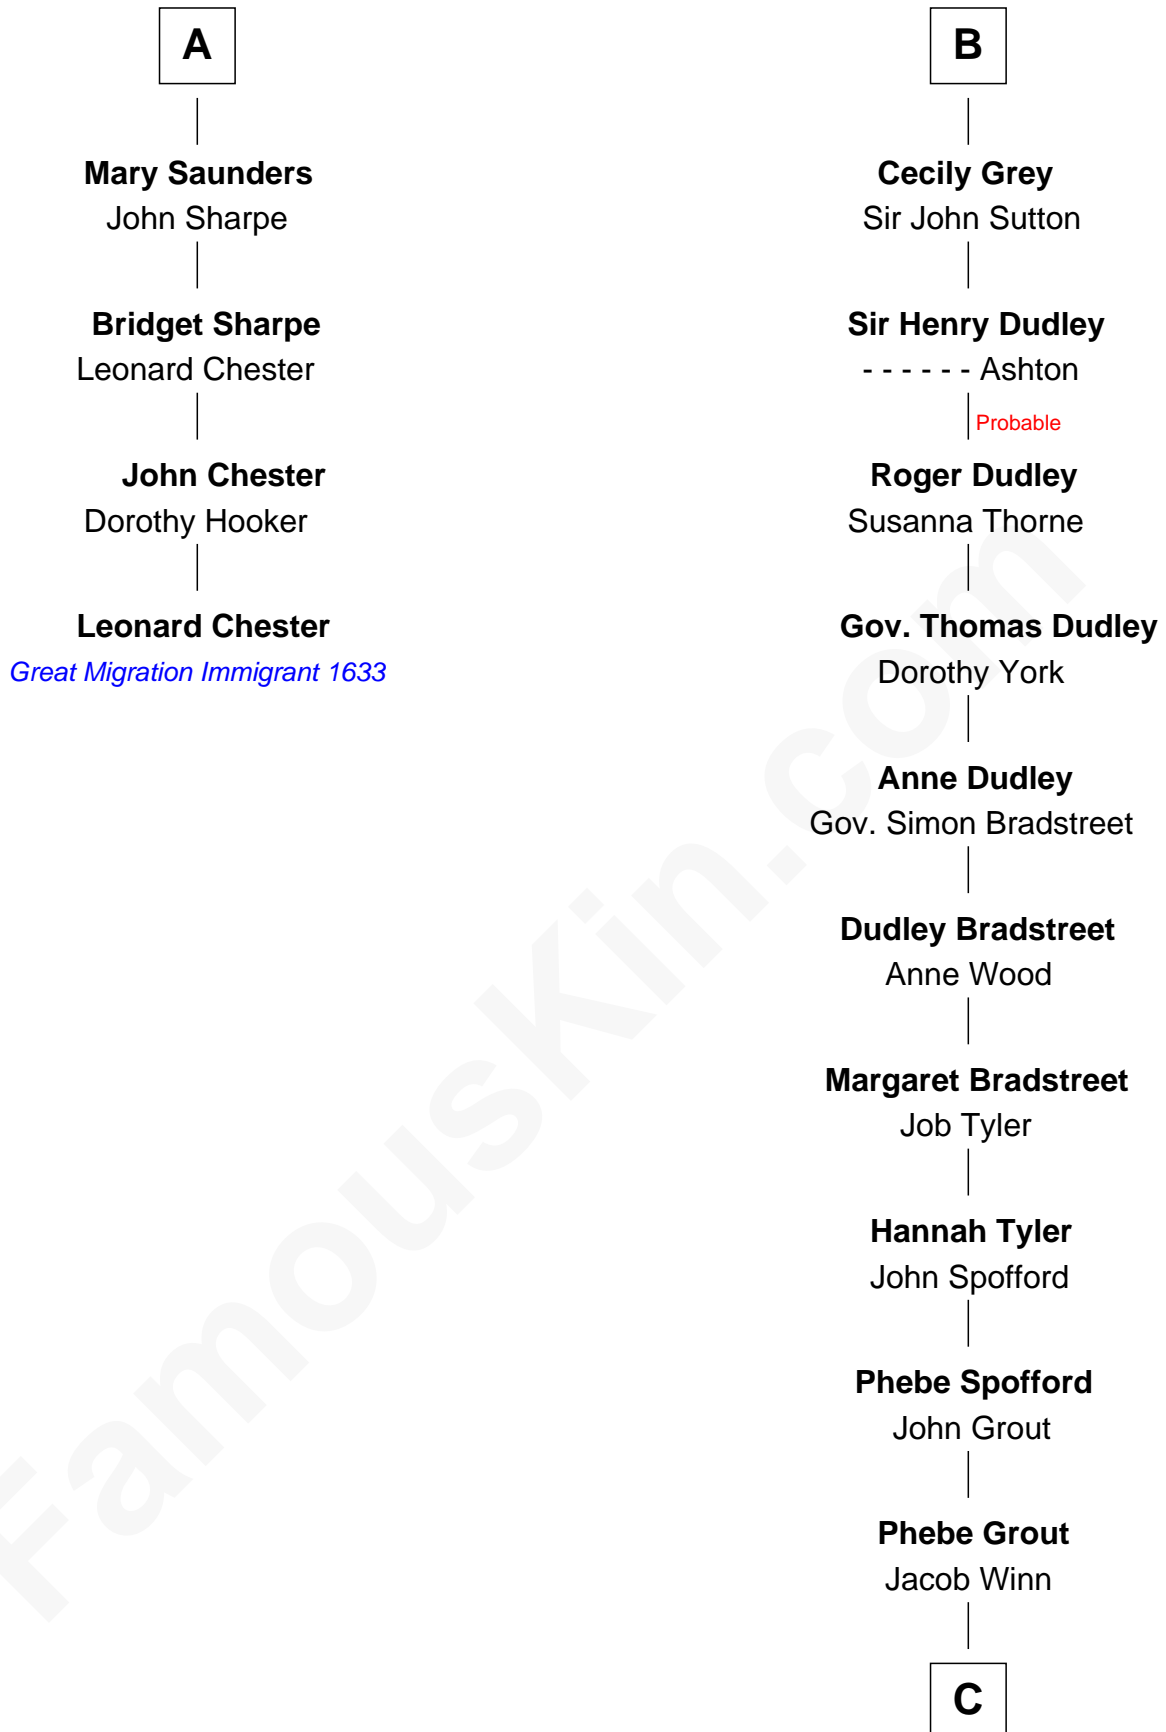 A
Mary Saunders
John Sharpe
Bridget Sharpe
Leonard Chester
John Chester
Dorothy Hooker
Leonard Chester
Great Migration Immigrant 1633
B
Cecily Grey
Sir John Sutton
Sir Henry Dudley
- - - - - - Ashton
Probable
Roger Dudley
Susanna Thorne
Gov. Thomas Dudley
Dorothy York
Anne Dudley
Gov. Simon Bradstreet
Dudley Bradstreet
Anne Wood
Margaret Bradstreet
Job Tyler
Hannah Tyler
John Spofford
Phebe Spofford
John Grout
Phebe Grout
Jacob Winn
C
FamousKin.com